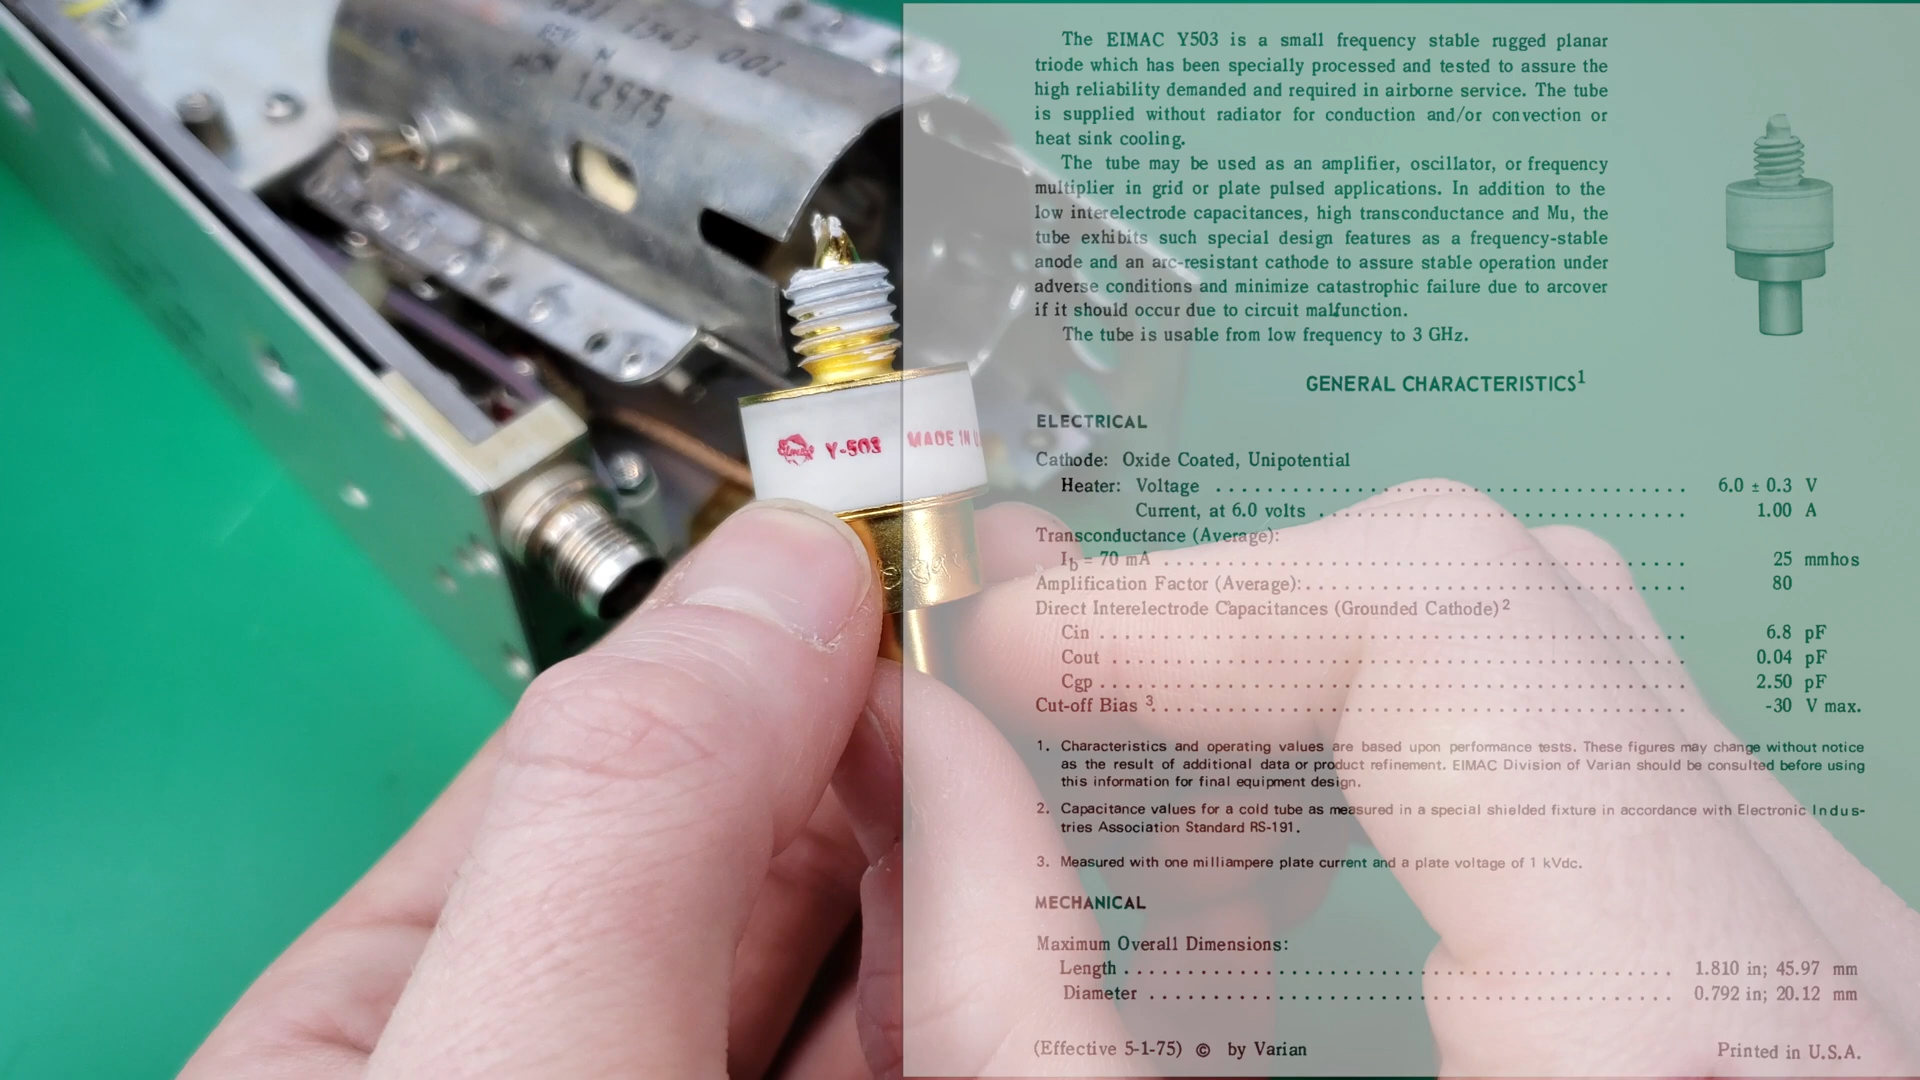 REV N
MSN 12975
Eimac Y-503 MADE IN U
The EIMAC Y503 is a small frequency stable rugged planar
triode which has been specially processed and tested to assure the
high reliability demanded and required in airborne service. The tube
is supplied without radiator for conduction and/or convection or
heat sink cooling.
The tube may be used as an amplifier, oscillator, or frequency
multiplier in grid or plate pulsed applications. In addition to the
low interelectrode capacitances, high transconductance and Mu, the
tube exhibits such special design features as a frequency-stable
anode and an arc-resistant cathode to assure stable operation under
adverse conditions and minimize catastrophic failure due to arcover
if it should occur due to circuit malfunction.
The tube is usable from low frequency to 3 GHz.
GENERAL CHARACTERISTICS¹
ELECTRICAL
Cathode: Oxide Coated, Unipotential
Heater: Voltage ........................................ 6.0 ± 0.3 V
Current, at 6.0 volts ............................. 1.00 A
Transconductance (Average):
Ib = 70 mA ......................................... 25 mmhos
Amplification Factor (Average): .............................. 80
Direct Interelectrode Capacitances (Grounded Cathode)²
Cin ............................................... 6.8 pF
Cout .............................................. 0.04 pF
Cgp ............................................... 2.50 pF
Cut-off Bias ³ .......................................... -30 V max.
1. Characteristics and operating values are based upon performance tests. These figures may change without notice
as the result of additional data or product refinement. EIMAC Division of Varian should be consulted before using
this information for final equipment design.
2. Capacitance values for a cold tube as measured in a special shielded fixture in accordance with Electronic Indus-
tries Association Standard RS-191.
3. Measured with one milliampere plate current and a plate voltage of 1 kVdc.
MECHANICAL
Maximum Overall Dimensions:
Length ............................................ 1.810 in; 45.97 mm
Diameter .......................................... 0.792 in; 20.12 mm
(Effective 5-1-75) © by Varian
Printed in U.S.A.